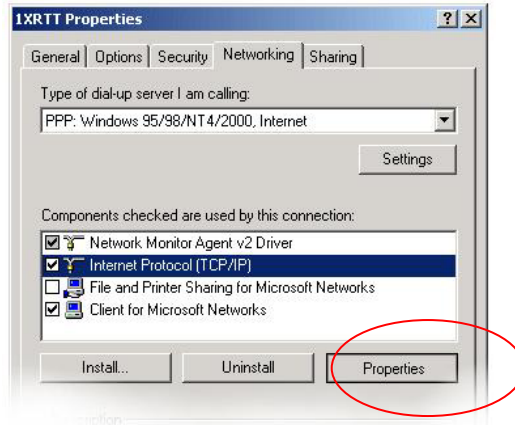 1XRTT Properties
General Options Security Networking Sharing
Type of dial-up server I am calling:
PPP: Windows 95/98/NT4/2000, Internet
Settings
Components checked are used by this connection:
Network Monitor Agent v2 Driver
Internet Protocol (TCP/IP)
File and Printer Sharing for Microsoft Networks
Client for Microsoft Networks
Install... Uninstall Properties